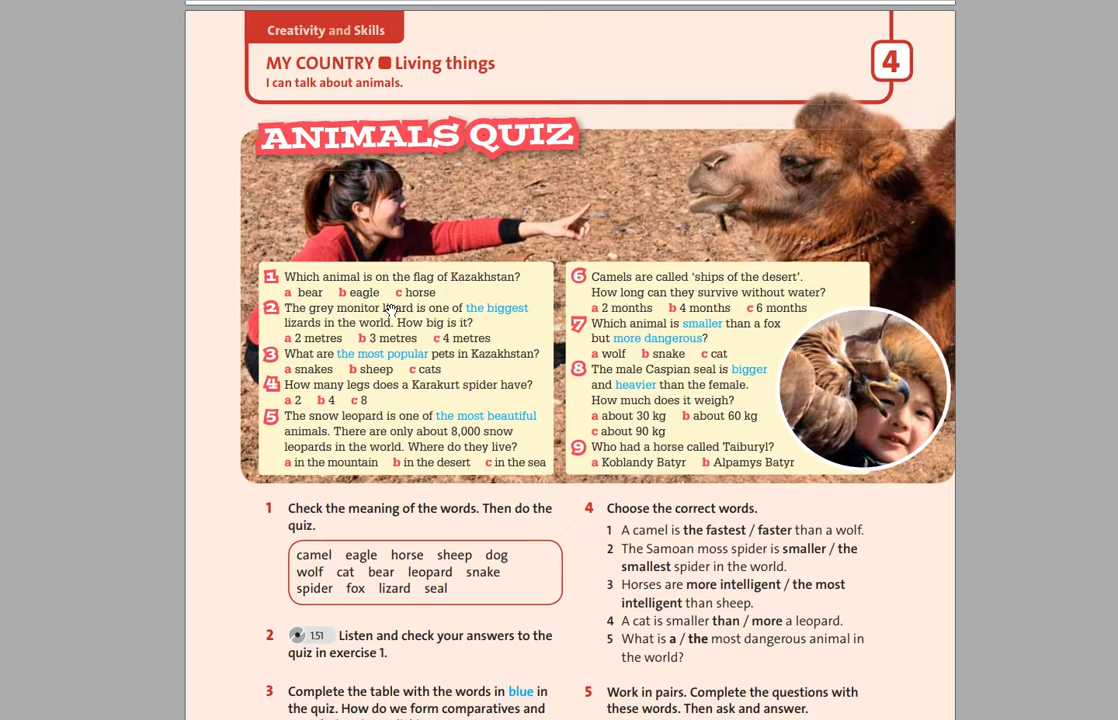 Creativity and Skills
MY COUNTRY ■ Living things
I can talk about animals.
4
ANIMALS QUIZ
1 Which animal is on the flag of Kazakhstan?
a bear b eagle c horse
2 The grey monitor lizard is one of the biggest
lizards in the world. How big is it?
a 2 metres b 3 metres c 4 metres
3 What are the most popular pets in Kazakhstan?
a snakes b sheep c cats
4 How many legs does a Karakurt spider have?
a 2 b 4 c 8
5 The snow leopard is one of the most beautiful
animals. There are only about 8,000 snow
leopards in the world. Where do they live?
a in the mountain b in the desert c in the sea
6 Camels are called ‘ships of the desert’.
How long can they survive without water?
a 2 months b 4 months c 6 months
7 Which animal is smaller than a fox
but more dangerous?
a wolf b snake c cat
8 The male Caspian seal is bigger
and heavier than the female.
How much does it weigh?
a about 30 kg b about 60 kg
c about 90 kg
9 Who had a horse called Taiburyl?
a Koblandy Batyr b Alpamys Batyr
1 Check the meaning of the words. Then do the
quiz.
camel eagle horse sheep dog
wolf cat bear leopard snake
spider fox lizard seal
2 1.51 Listen and check your answers to the
quiz in exercise 1.
3 Complete the table with the words in blue in
the quiz. How do we form comparatives and
4 Choose the correct words.
1 A camel is the fastest / faster than a wolf.
2 The Samoan moss spider is smaller / the
smallest spider in the world.
3 Horses are more intelligent / the most
intelligent than sheep.
4 A cat is smaller than / more a leopard.
5 What is a / the most dangerous animal in
the world?
5 Work in pairs. Complete the questions with
these words. Then ask and answer.